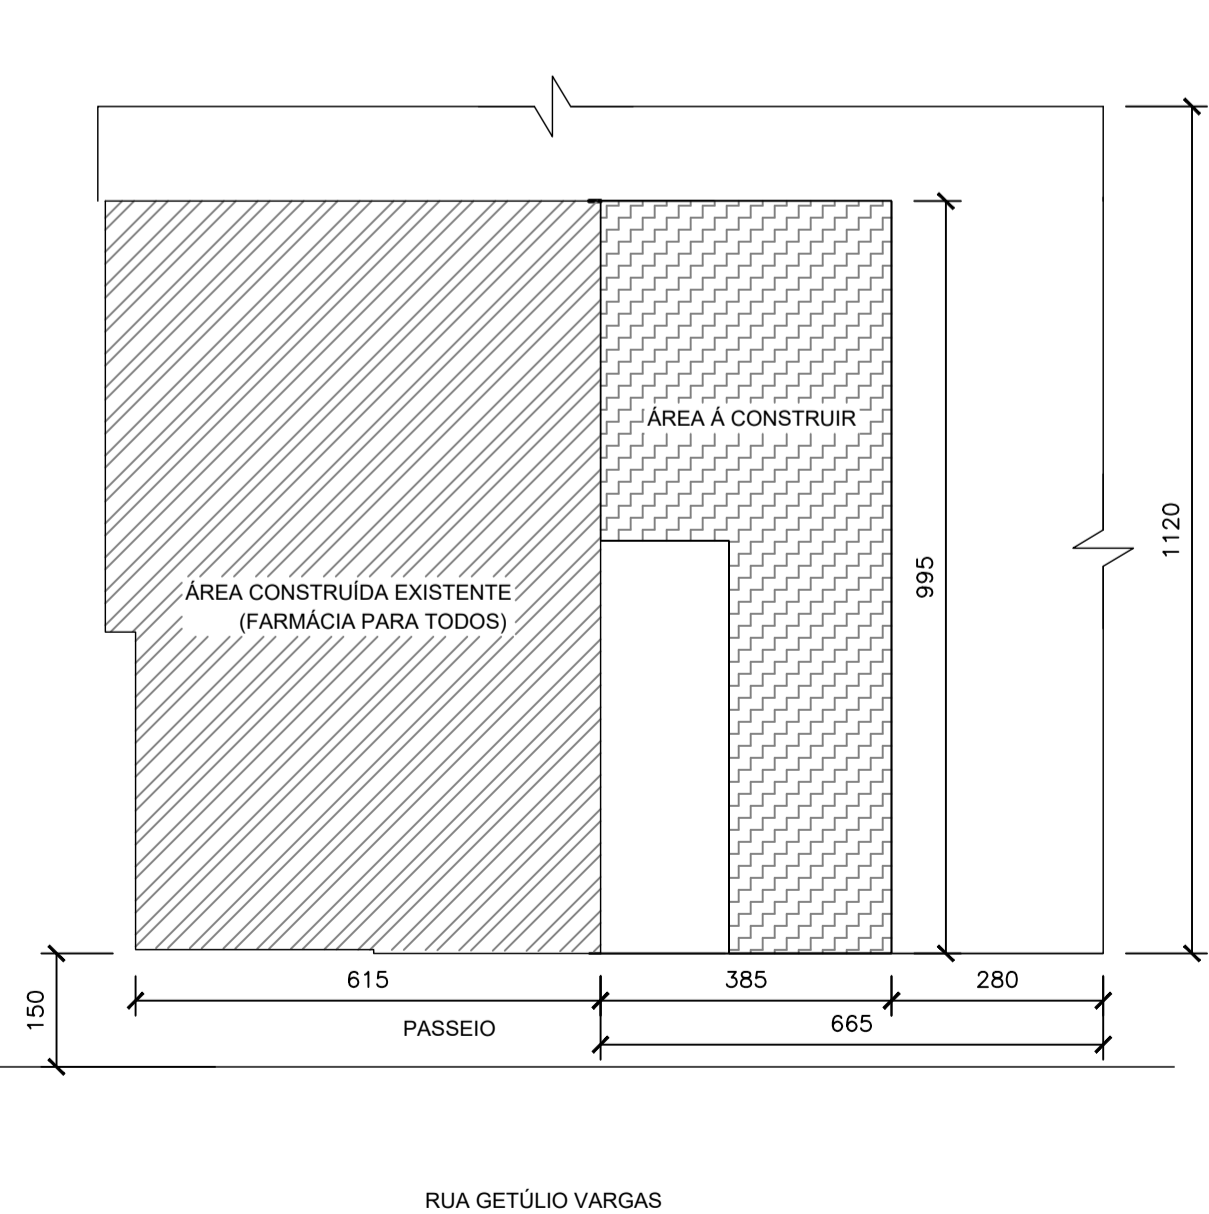 ÁREA Á CONSTRUIR
1120
995
ÁREA CONSTRUÍDA EXISTENTE
(FARMÁCIA PARA TODOS)
615
385
280
150
PASSEIO
665
RUA GETÚLIO VARGAS